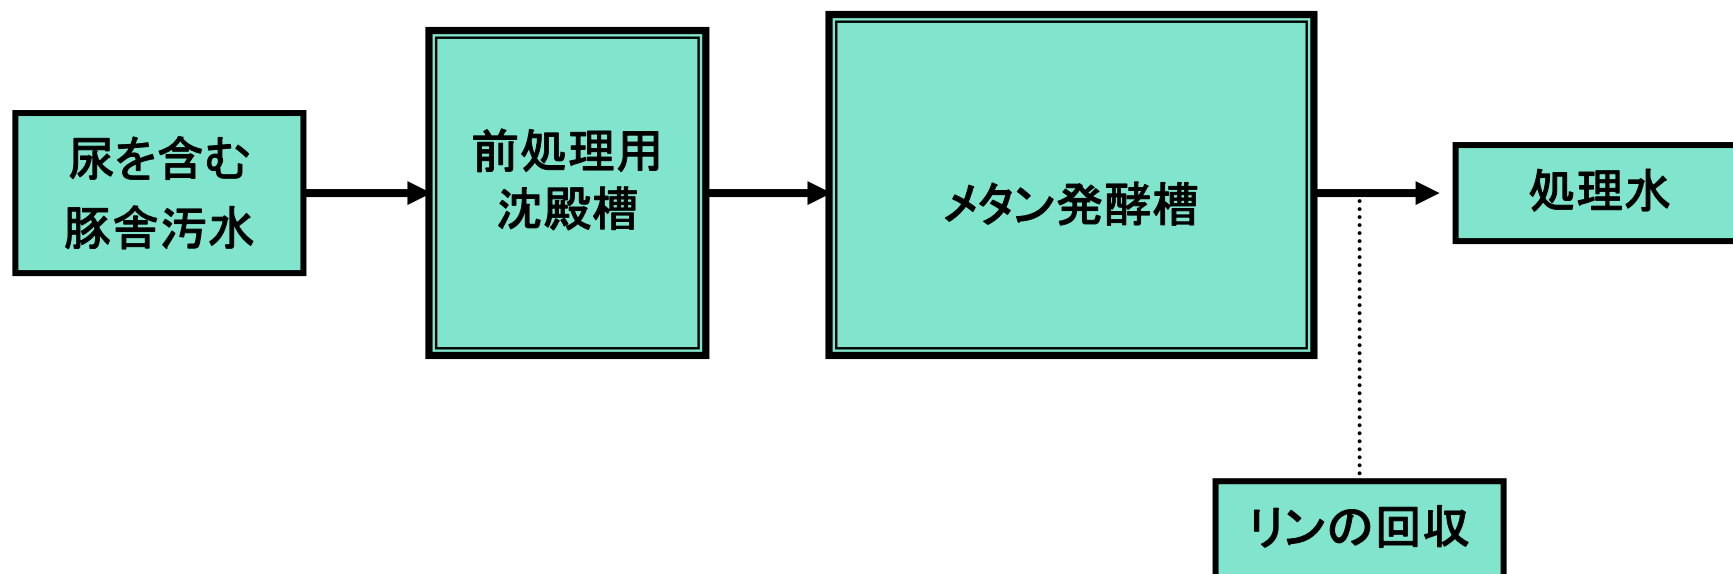 尿を含む
豚舎汚水
前処理用
沈殿槽
メタン発酵槽
処理水
リンの回収